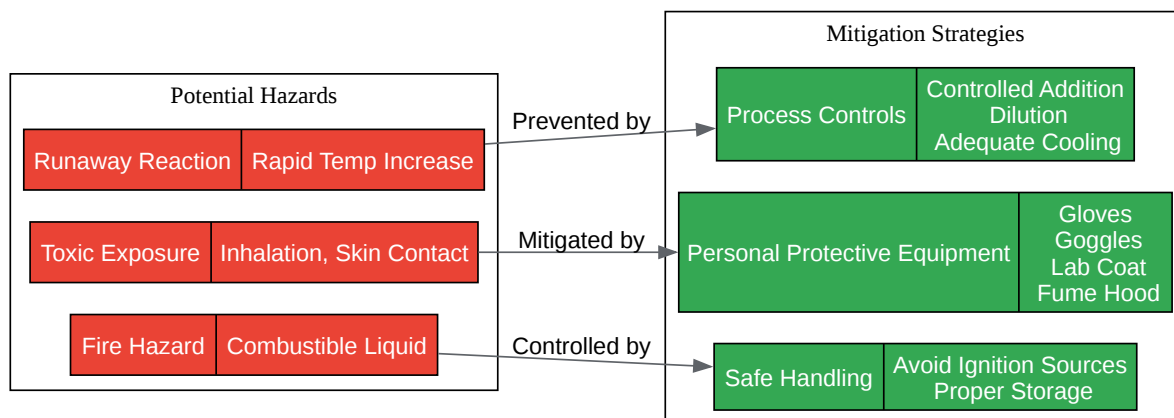 Potential Hazards
Runaway Reaction
Rapid Temp Increase
Toxic Exposure
Inhalation, Skin Contact
Fire Hazard
Combustible Liquid
Prevented by
Mitigated by
Controlled by
Mitigation Strategies
Process Controls
Controlled Addition
Dilution
Adequate Cooling
Personal Protective Equipment
Gloves
Goggles
Lab Coat
Fume Hood
Safe Handling
Avoid Ignition Sources
Proper Storage